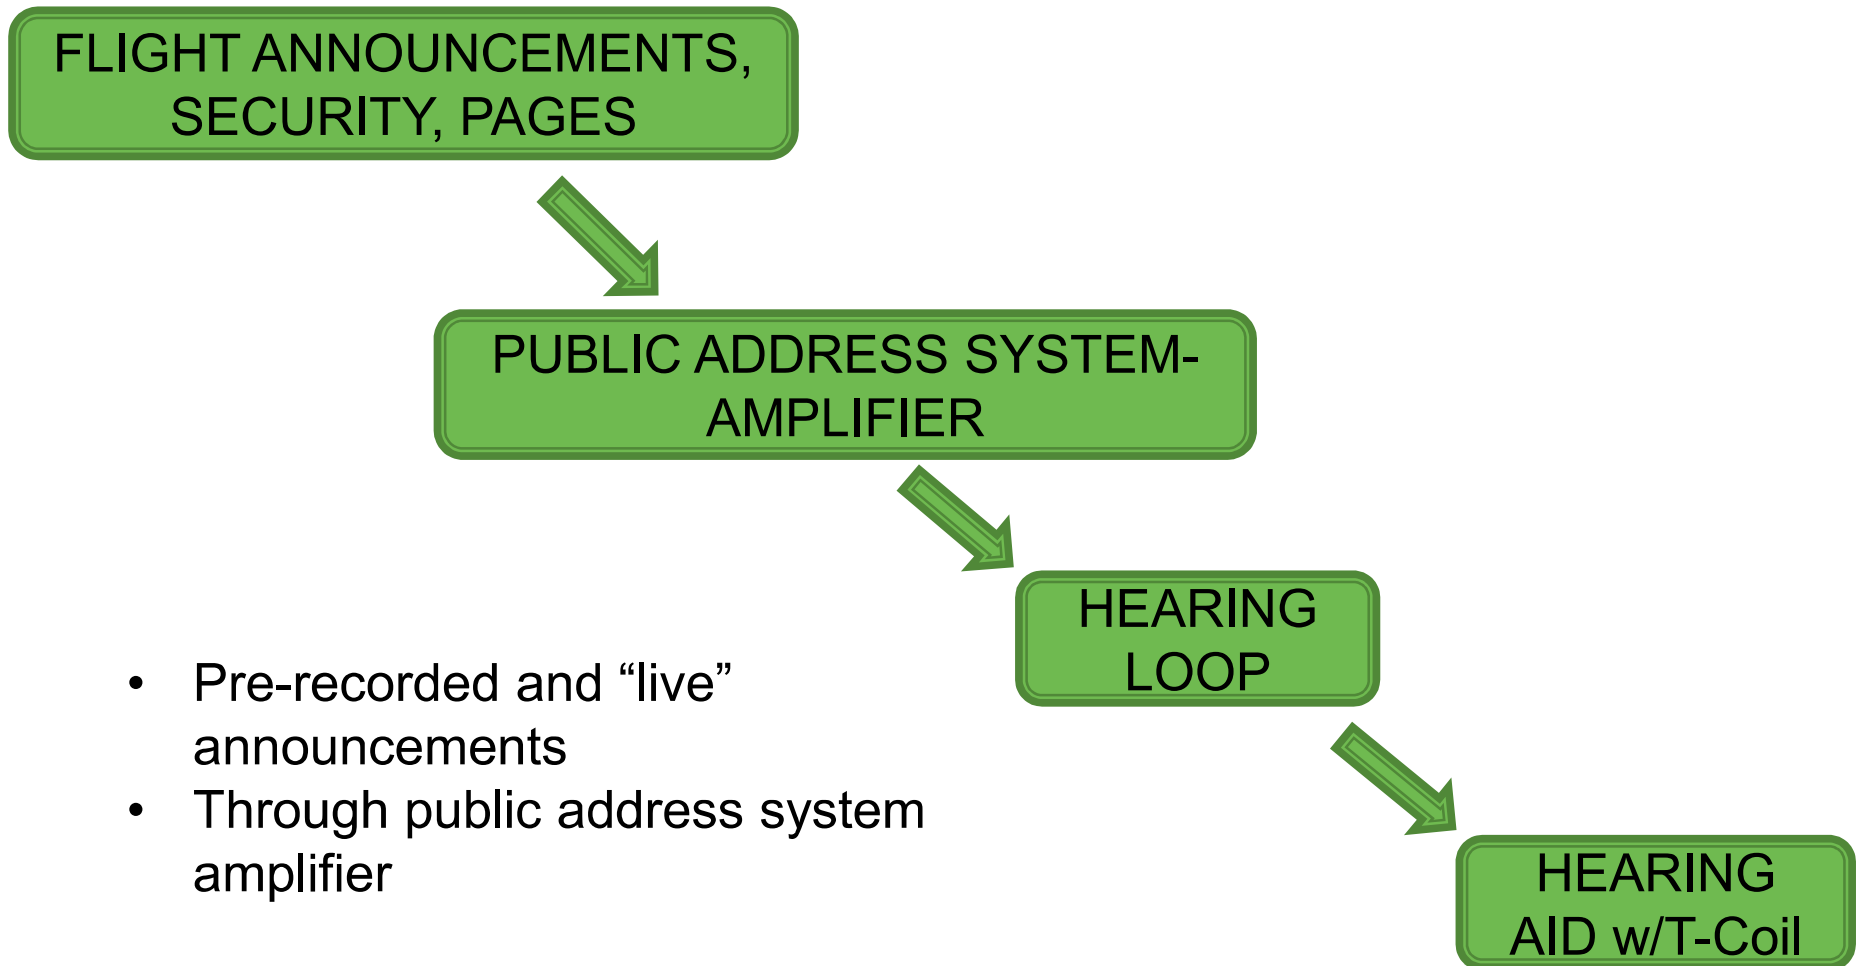 FLIGHT ANNOUNCEMENTS,
SECURITY, PAGES
PUBLIC ADDRESS SYSTEM-
AMPLIFIER
HEARING
LOOP
• Pre-recorded and “live”
announcements
• Through public address system
amplifier
HEARING
AID w/T-Coil